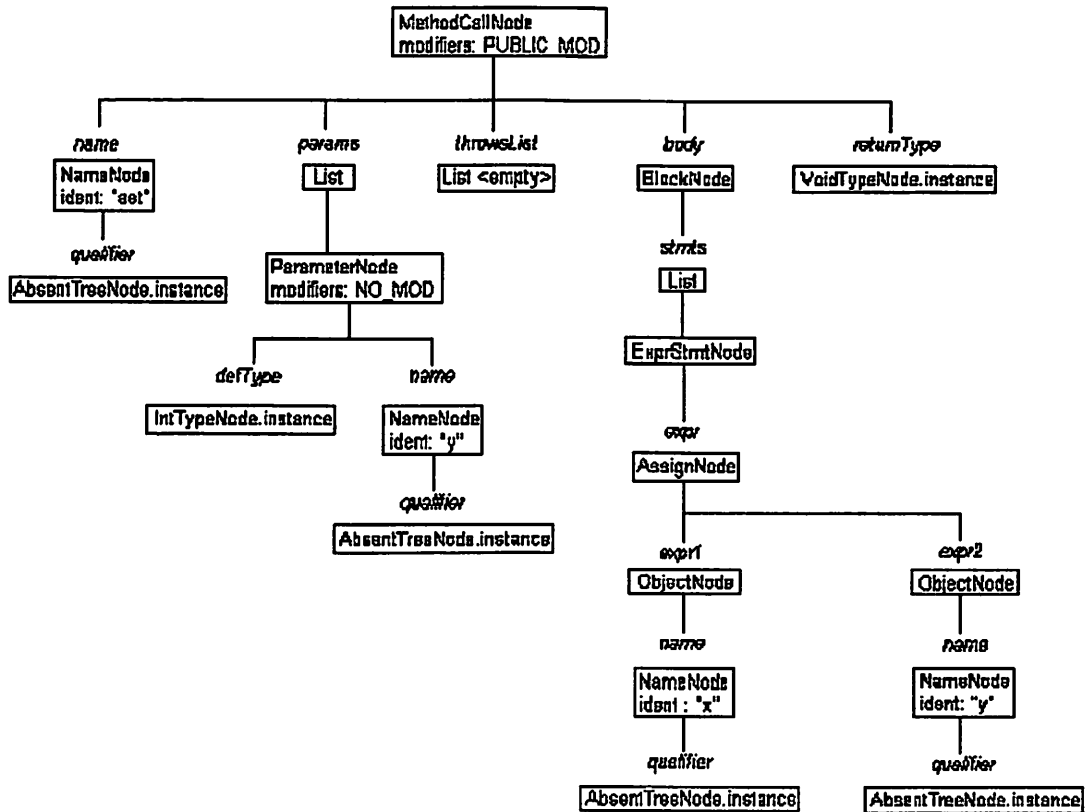 MethodCallNode
modifiers: PUBLIC_MOD
name
params
throwsList
body
returnType
NameNode
ident: "set"
List
List <empty>
BlockNode
VoidTypeNode.instance
qualifier
AbsentTreeNode.instance
ParameterNode
modifiers: NO_MOD
stmts
List
ExprStmtNode
defType
name
IntTypeNode.instance
NameNode
ident: "y"
expr
AssignNode
qualifier
AbsentTreeNode.instance
expr1
expr2
ObjectNode
ObjectNode
name
name
NameNode
ident : "x"
NameNode
ident: "y"
qualifier
qualifier
AbsentTreeNode.instance
AbsentTreeNode.instance